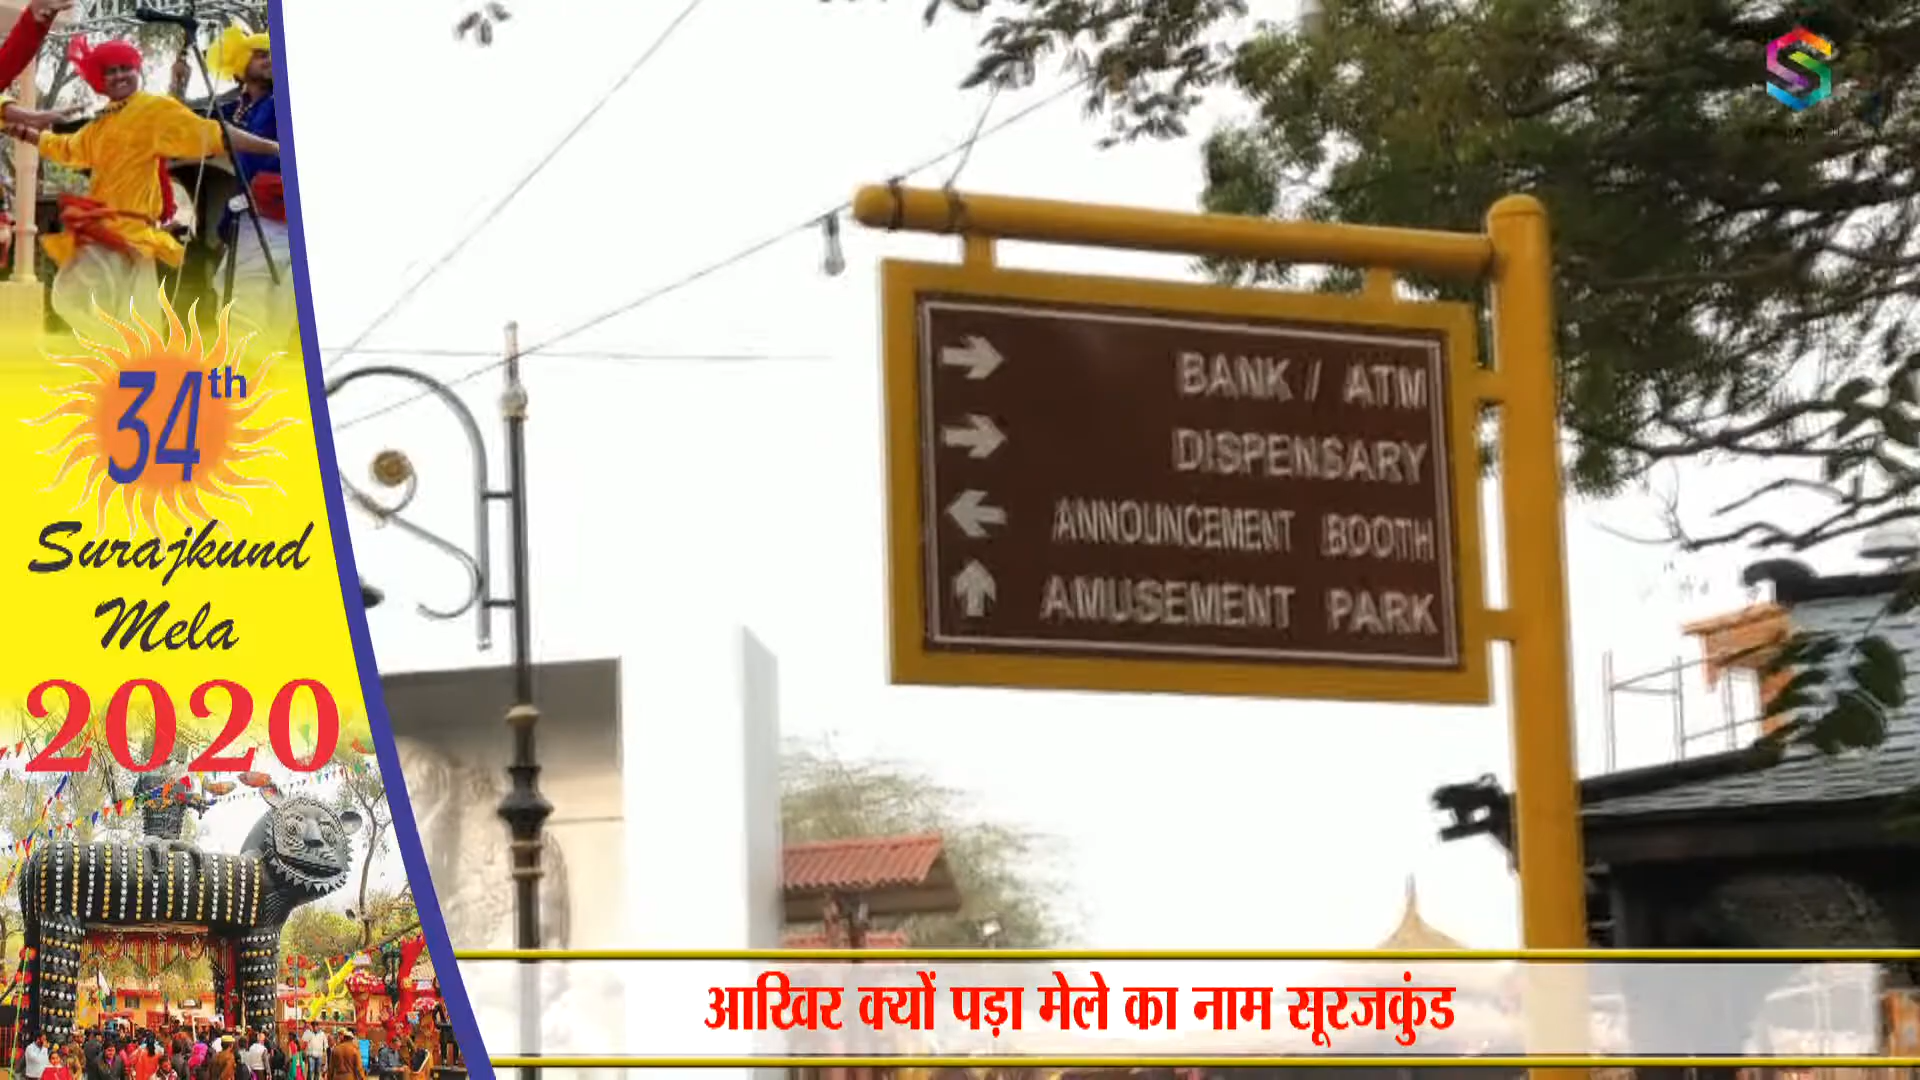 34th
Surajkund
Mela
2020
BANK / ATM
DISPENSARY
ANNOUNCEMENT BOOTH
AMUSEMENT PARK
आखिर क्यों पड़ा मेले का नाम सूरजकुंड